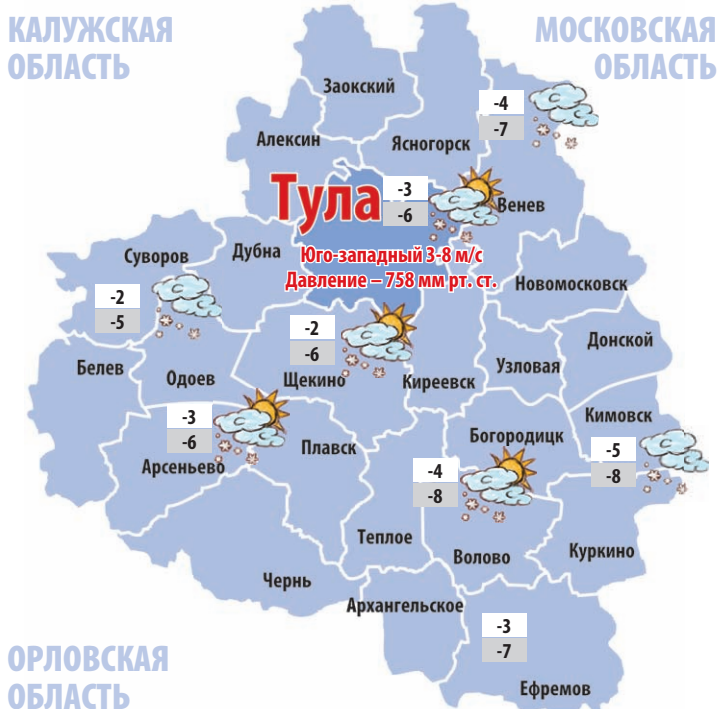 КАЛУЖСКАЯ
ОБЛАСТЬ
МОСКОВСКАЯ
ОБЛАСТЬ
Заокский
-4
-7
Алексин
Ясногорск
Тула
-3
-6
Венев
Юго-западный 3-8 м/с
Давление – 758 мм рт. ст.
Суворов
Дубна
-2
-5
Новомосковск
-2
-6
Донской
Белев
Одоев
Щекино
Киреевск
Узловая
-3
-6
Арсеньево
Плавск
Богородицк
Кимовск
-5
-8
-4
-8
Теплое
Волово
Куркино
Чернь
Архангельское
-3
-7
Ефремов
ОРЛОВСКАЯ
ОБЛАСТЬ